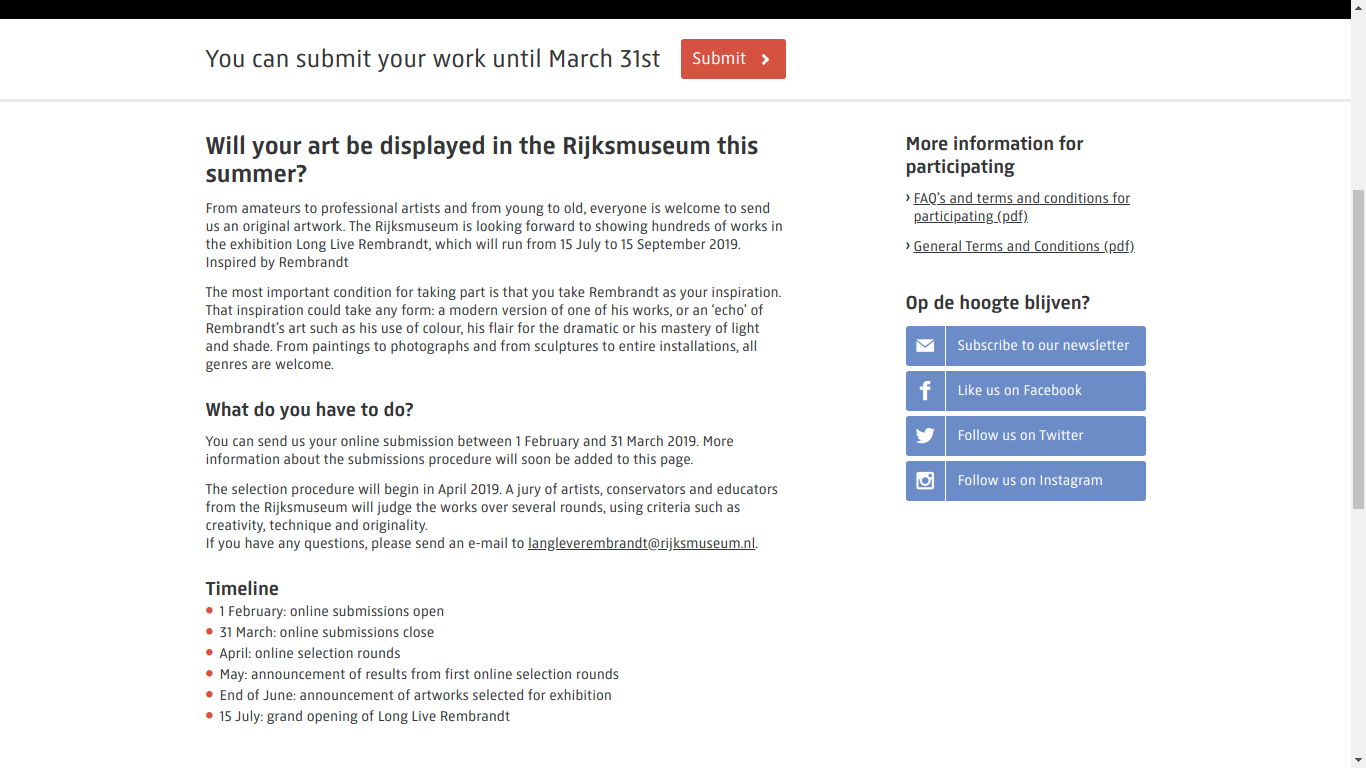 You can submit your work until March 31st
Submit
Will your art be displayed in the Rijksmuseum this
summer?
From amateurs to professional artists and from young to old, everyone is welcome to send
us an original artwork. The Rijksmuseum is looking forward to showing hundreds of works in
the exhibition Long Live Rembrandt, which will run from 15 July to 15 September 2019.
Inspired by Rembrandt
The most important condition for taking part is that you take Rembrandt as your inspiration.
That inspiration could take any form: a modern version of one of his works, or an ‘echo’ of
Rembrandt’s art such as his use of colour, his flair for the dramatic or his mastery of light
and shade. From paintings to photographs and from sculptures to entire installations, all
genres are welcome.
What do you have to do?
You can send us your online submission between 1 February and 31 March 2019. More
information about the submissions procedure will soon be added to this page.
The selection procedure will begin in April 2019. A jury of artists, conservators and educators
from the Rijksmuseum will judge the works over several rounds, using criteria such as
creativity, technique and originality.
If you have any questions, please send an e-mail to langleverembrandt@rijksmuseum.nl.
Timeline
1 February: online submissions open
31 March: online submissions close
April: online selection rounds
May: announcement of results from first online selection rounds
End of June: announcement of artworks selected for exhibition
15 July: grand opening of Long Live Rembrandt
More information for
participating
› FAQ’s and terms and conditions for
participating (pdf)
› General Terms and Conditions (pdf)
Op de hoogte blijven?
Subscribe to our newsletter
Like us on Facebook
Follow us on Twitter
Follow us on Instagram